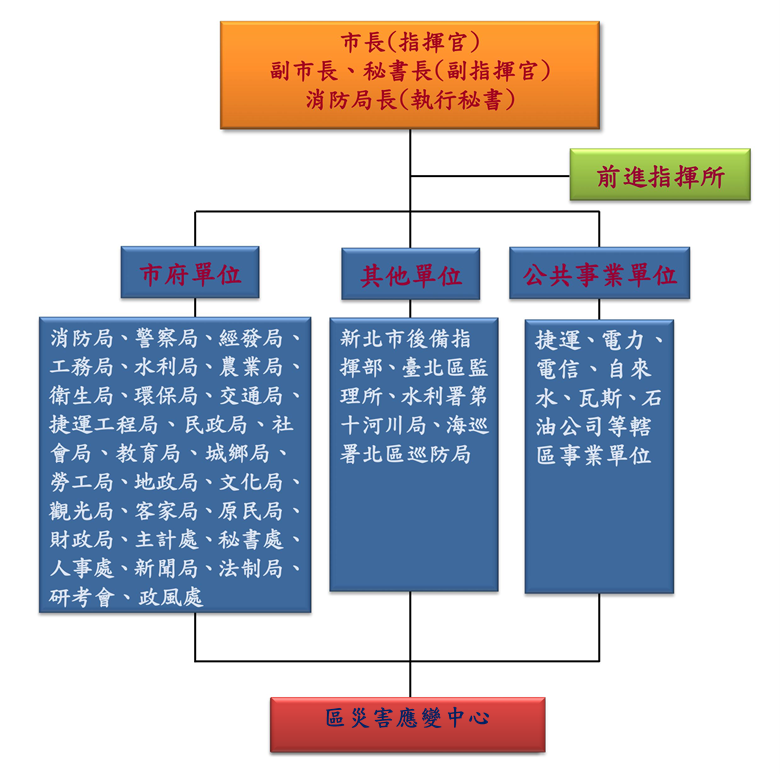 市長(指揮官)
副市長、秘書長(副指揮官)
消防局長(執行秘書)
前進指揮所
市府單位
其他單位
公共事業單位
消防局、警察局、經發局、
工務局、水利局、農業局、
衛生局、環保局、交通局、
捷運工程局、民政局、社
會局、教育局、城鄉局、
勞工局、地政局、文化局、
觀光局、客家局、原民局、
財政局、主計處、秘書處、
人事處、新聞局、法制局、
研考會、政風處
新北市後備指
揮部、臺北區監
理所、水利署第
十河川局、海巡
署北區巡防局
捷運、電力、
電信、自來
水、瓦斯、石
油公司等轄
區事業單位
區災害應變中心